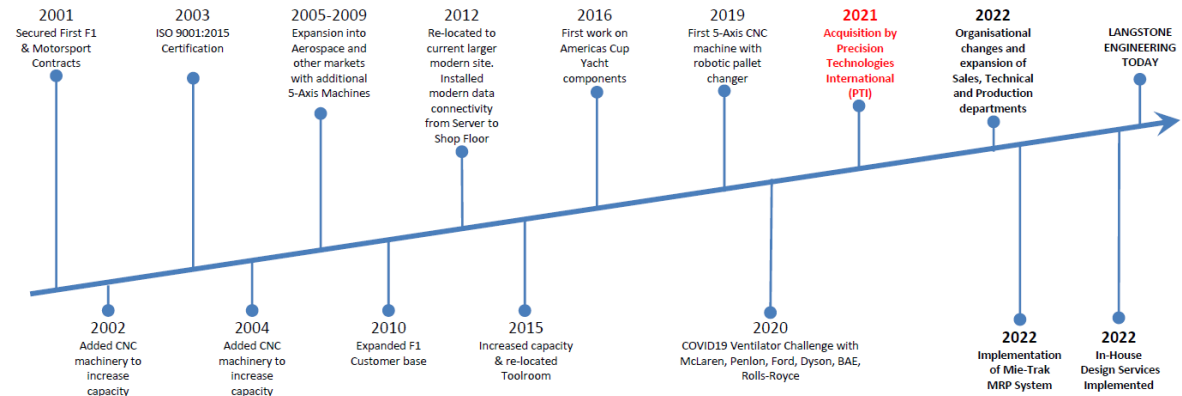 2001
Secured First F1
& Motorsport
Contracts
2003
ISO 9001:2015
Certification
2005-2009
Expansion into
Aerospace and
other markets
with additional
5-Axis Machines
2012
Re-located to
current larger
modern site.
Installed
modern data
connectivity
from Server to
Shop Floor
2016
First work on
Americas Cup
Yacht
components
2019
First 5-Axis CNC
machine with
robotic pallet
changer
2021
Acquisition by
Precision
Technologies
International
(PTI)
2022
Organisational
changes and
expansion of
Sales, Technical
and Production
departments
LANGSTONE
ENGINEERING
TODAY
2002
Added CNC
machinery to
increase
capacity
2004
Added CNC
machinery to
increase
capacity
2010
Expanded F1
Customer base
2015
Increased capacity
& re-located
Toolroom
2020
COVID19 Ventilator Challenge with
McLaren, Penlon, Ford, Dyson, BAE,
Rolls-Royce
2022
Implementation
of Mie-Trak
MRP System
2022
In-House
Design Services
Implemented